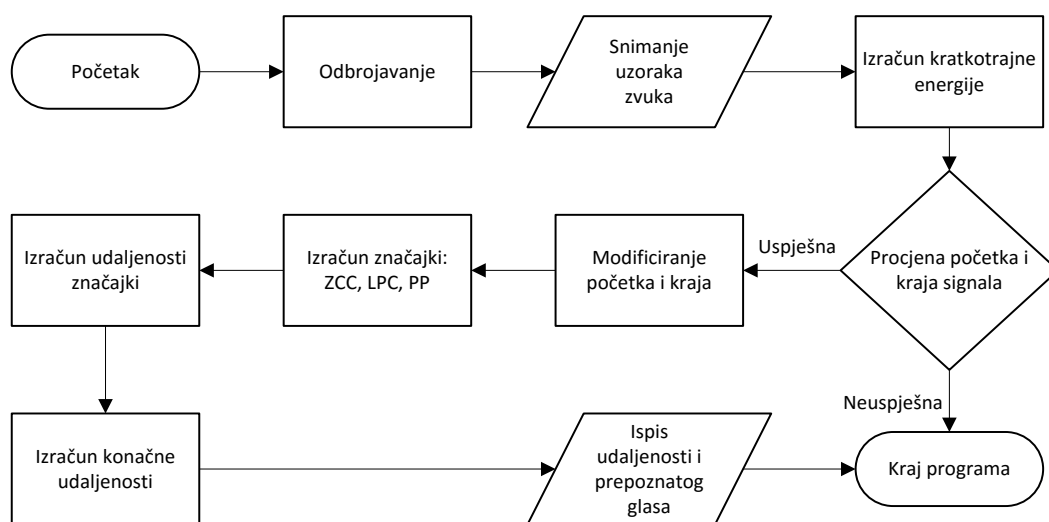 Početak
Odbrojavanje
Snimanje
uzoraka
zvuka
Izračun kratkotrajne
energije
Procjena početka i
kraja signala
Uspješna
Modificiranje
početka i kraja
Izračun značajki:
ZCC, LPC, PP
Izračun udaljenosti
značajki
Neuspješna
Izračun konačne
udaljenosti
Ispis
udaljenosti i
prepoznatog
glasa
Kraj programa